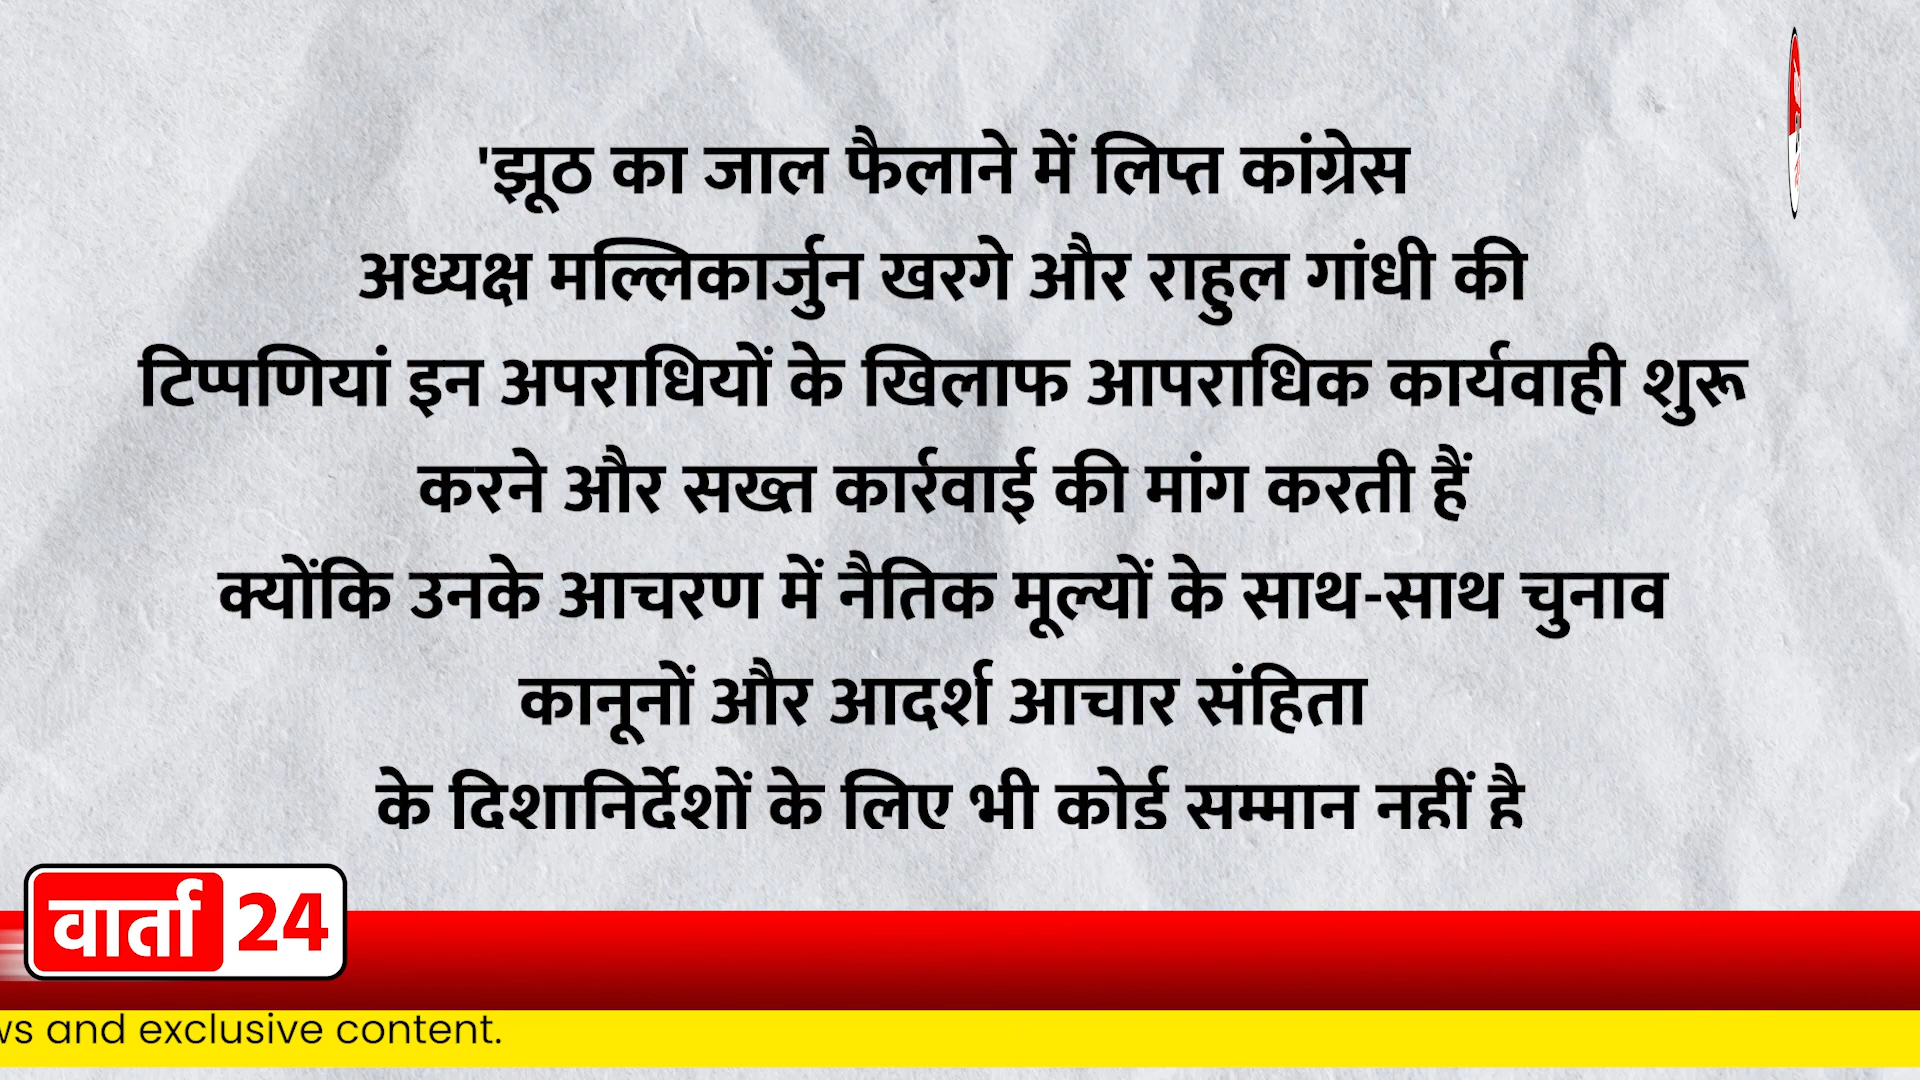 'झूठ का जाल फैलाने में लिप्त कांग्रेस
अध्यक्ष मल्लिकार्जुन खरगे और राहुल गांधी की
टिप्पणियां इन अपराधियों के खिलाफ आपराधिक कार्यवाही शुरू
करने और सख्त कार्रवाई की मांग करती हैं
क्योंकि उनके आचरण में नैतिक मूल्यों के साथ-साथ चुनाव
कानूनों और आदर्श आचार संहिता
के दिशानिर्देशों के लिए भी कोई सम्मान नहीं है
वार्ता 24
and exclusive content.